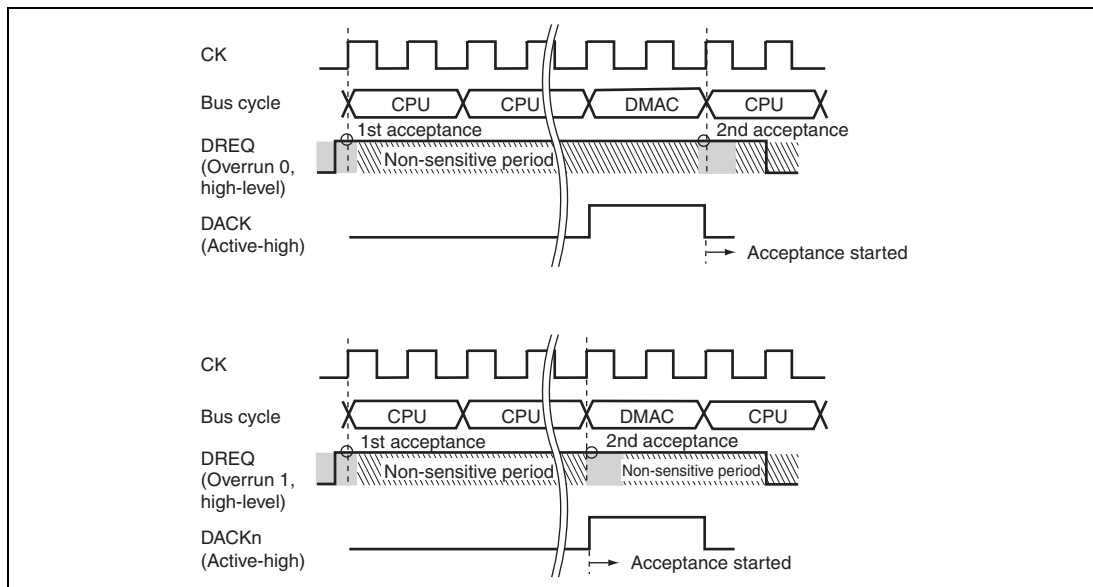 CK
Bus cycle
CPU
CPU
DMAC
CPU
1st acceptance
2nd acceptance
DREQ
(Overrun 0,
high-level)
Non-sensitive period
DACK
(Active-high)
Acceptance started
CK
Bus cycle
CPU
CPU
DMAC
CPU
1st acceptance
2nd acceptance
DREQ
(Overrun 1,
high-level)
Non-sensitive period
Non-sensitive period
DACKn
(Active-high)
Acceptance started